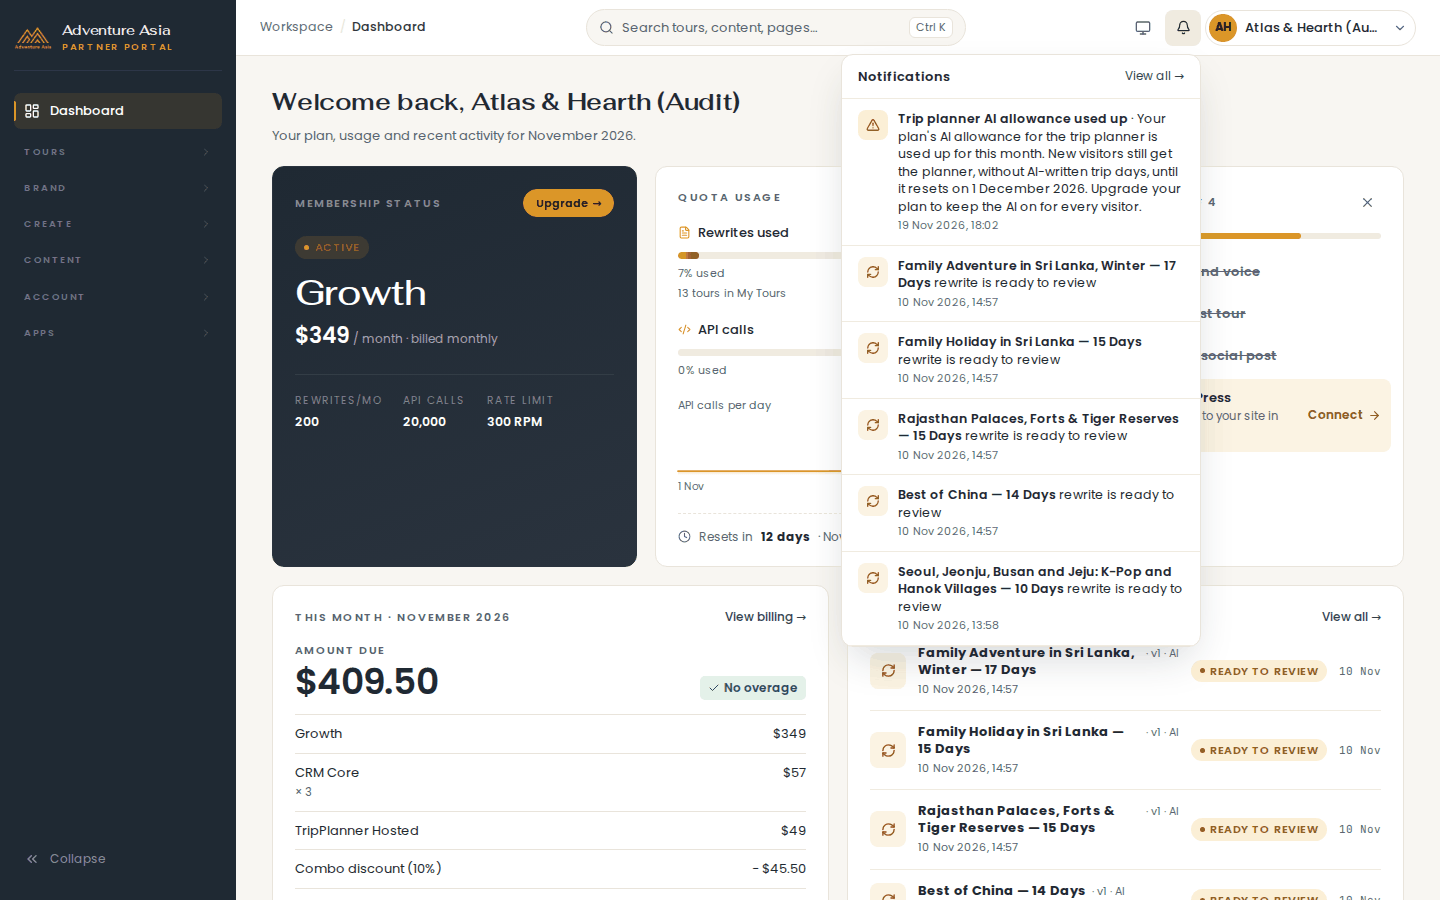 Adventure Asia
Adventure Asia
PARTNER PORTAL
Dashboard
TOURS
BRAND
CREATE
CONTENT
ACCOUNT
APPS
Collapse
Workspace / Dashboard
Search tours, content, pages...
Ctrl K
AH
Atlas & Hearth (Au...
Welcome back, Atlas & Hearth (Audit)
Your plan, usage and recent activity for November 2026.
MEMBERSHIP STATUS
Upgrade →
ACTIVE
Growth
$349 / month · billed monthly
REWRITES/MO API CALLS RATE LIMIT
200 20,000 300 RPM
QUOTA USAGE
Rewrites used
7% used
13 tours in My Tours
API calls
0% used
API calls per day
1 Nov
Resets in 12 days · Nov
Notifications
View all →
Trip planner AI allowance used up · Your
plan's AI allowance for the trip planner is
used up for this month. New visitors still get
the planner, without AI-written trip days, until
it resets on 1 December 2026. Upgrade your
plan to keep the AI on for every visitor.
19 Nov 2026, 18:02
Family Adventure in Sri Lanka, Winter — 17
Days rewrite is ready to review
10 Nov 2026, 14:57
Family Holiday in Sri Lanka — 15 Days
rewrite is ready to review
10 Nov 2026, 14:57
Rajasthan Palaces, Forts & Tiger Reserves
— 15 Days rewrite is ready to review
10 Nov 2026, 14:57
Best of China — 14 Days rewrite is ready to
review
10 Nov 2026, 14:57
Seoul, Jeonju, Busan and Jeju: K-Pop and
Hanok Villages — 10 Days rewrite is ready to
review
10 Nov 2026, 13:58
4
voice
tour
social post
Press
to your site in
Connect →
THIS MONTH · NOVEMBER 2026
View billing →
AMOUNT DUE
$409.50
No overage
Growth $349
CRM Core $57
× 3
TripPlanner Hosted $49
Combo discount (10%) − $45.50
View all →
Family Adventure in Sri Lanka, · v1 · AI
Winter — 17 Days
10 Nov 2026, 14:57
READY TO REVIEW 10 Nov
Family Holiday in Sri Lanka — · v1 · AI
15 Days
10 Nov 2026, 14:57
READY TO REVIEW 10 Nov
Rajasthan Palaces, Forts & · v1 · AI
Tiger Reserves — 15 Days
10 Nov 2026, 14:57
READY TO REVIEW 10 Nov
Best of China — 14 Days · v1 · AI
READY TO REVIEW 10 Nov